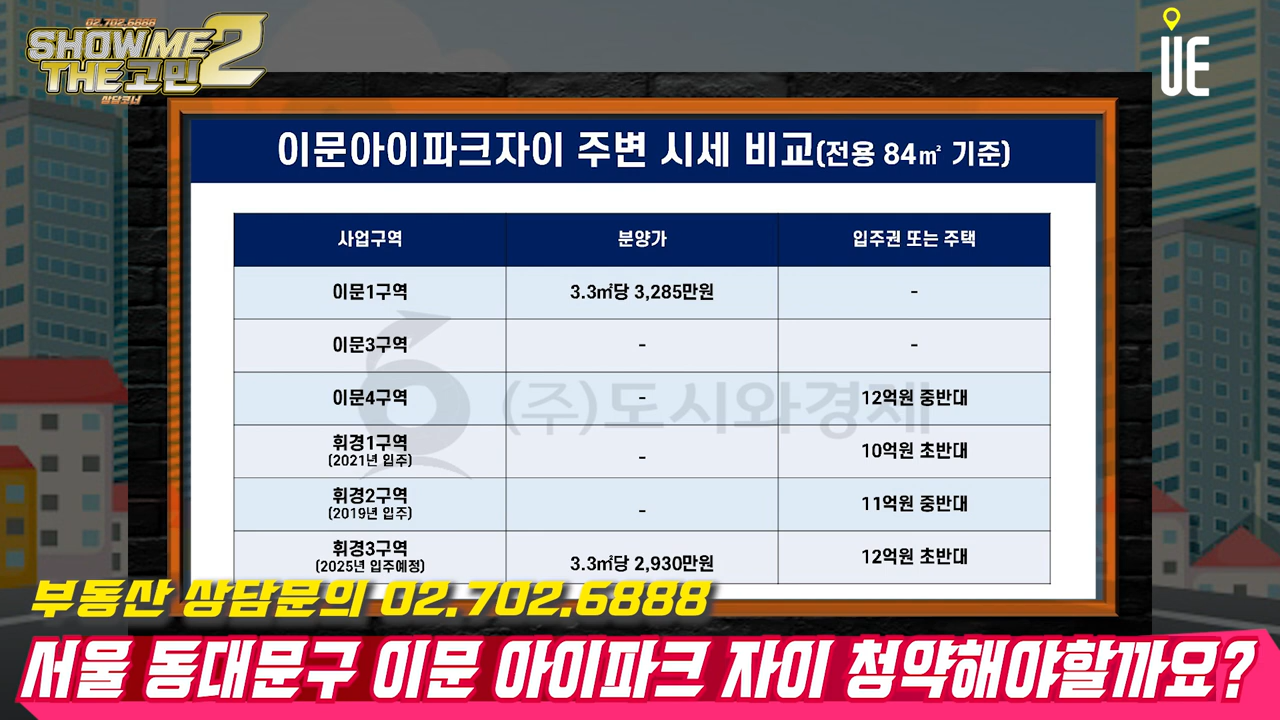 02.702.6888
SHOW ME
THE고민2
상담코너
UE
이문아이파크자이 주변 시세 비교(전용 84㎡ 기준)
사업구역 분양가 입주권 또는 주택
이문1구역 3.3㎡당 3,285만원 -
이문3구역 - -
이문4구역 - 12억원 중반대
휘경1구역 - 10억원 초반대
(2021년 입주)
휘경2구역 - 11억원 중반대
(2019년 입주)
휘경3구역 3.3㎡당 2,930만원 12억원 초반대
(2025년 입주예정)
(주)도시와경제
부동산 상담문의 02.702.6888
서울 동대문구 이문 아이파크 자이 청약해야할까요?